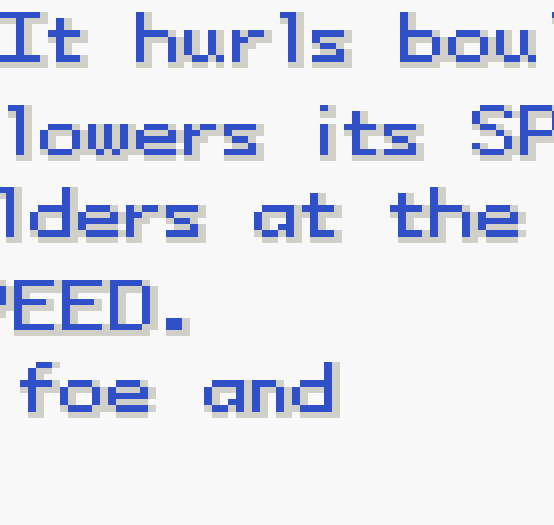 It hurls bou
lowers its SP
lders at the
PEED.
foe and